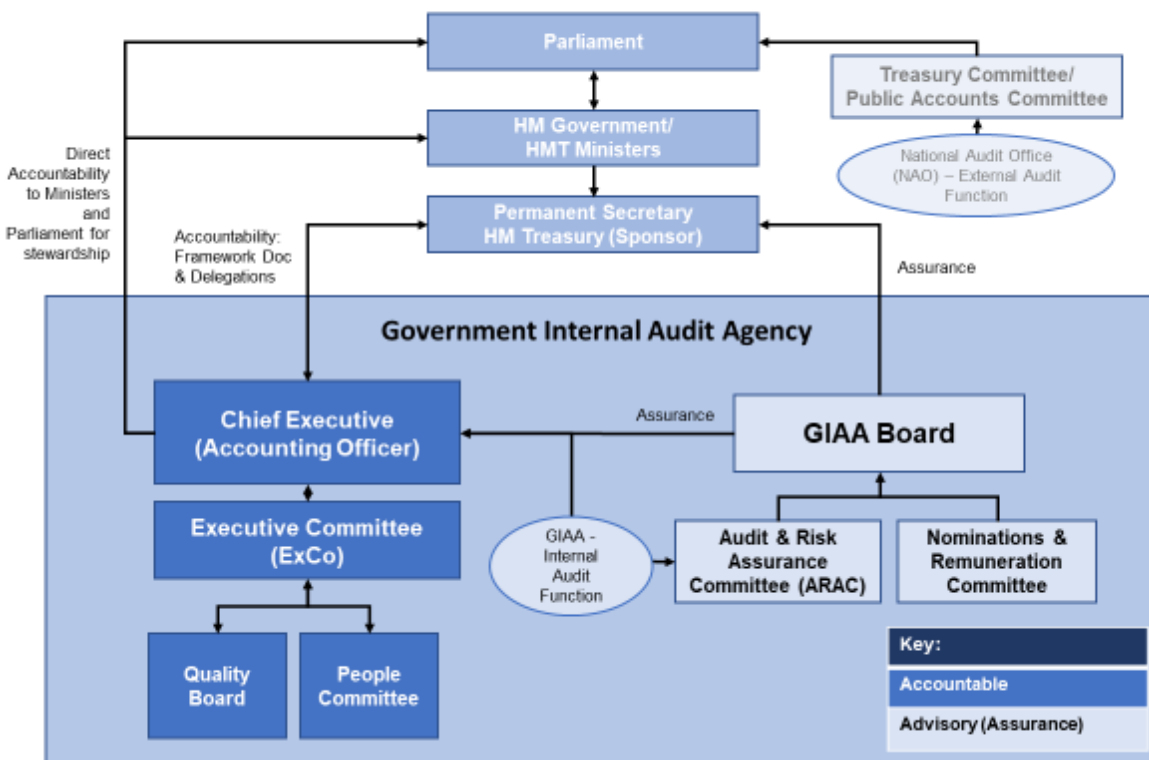 Parliament
Treasury Committee/
Public Accounts Committee
HM Government/
HMT Ministers
National Audit Office
(NAO) – External Audit
Function
Direct
Accountability
to Ministers
and
Parliament for
stewardship
Permanent Secretary
HM Treasury (Sponsor)
Accountability:
Framework Doc
& Delegations
Assurance
Government Internal Audit Agency
Chief Executive
(Accounting Officer)
Assurance
GIAA Board
Executive Committee
(ExCo)
GIAA -
Internal
Audit
Function
Audit & Risk
Assurance
Committee (ARAC)
Nominations &
Remuneration
Committee
Quality
Board
People
Committee
Key:
Accountable
Advisory (Assurance)